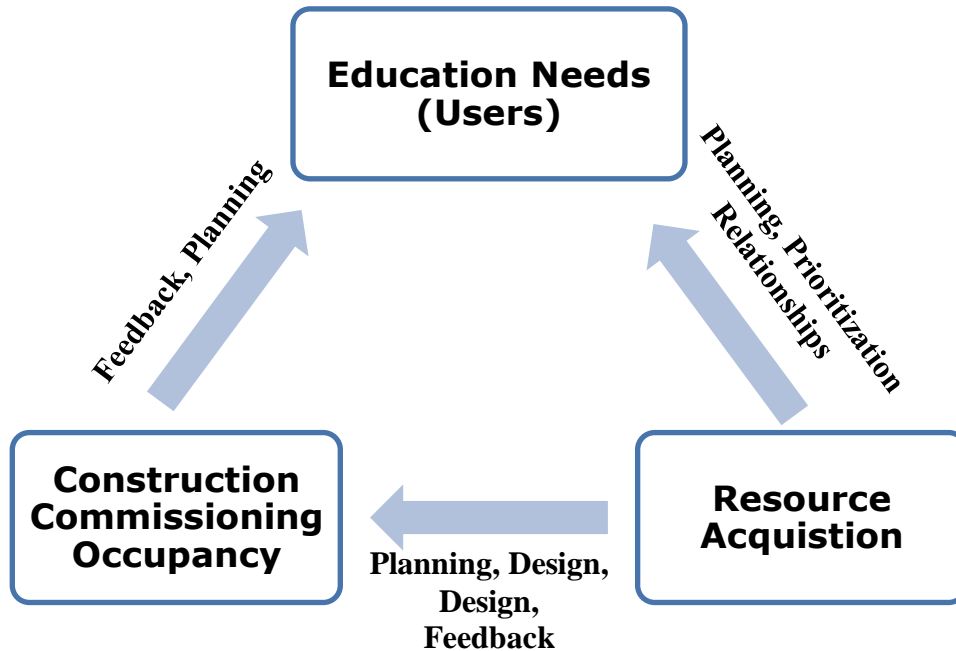 Education Needs
(Users)
Feedback, Planning
Planning, Prioritization
Relationships
Construction
Commissioning
Occupancy
Resource
Acquistion
Planning, Design,
Design,
Feedback